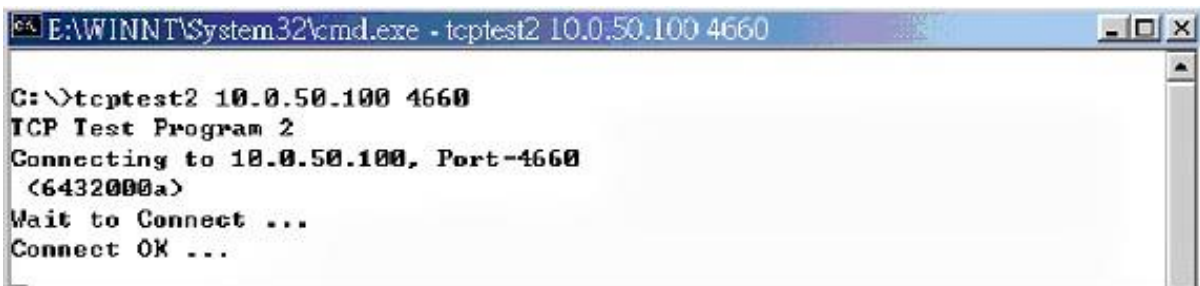 E:\WINNT\System32\cmd.exe - tcptest2 10.0.50.100 4660
C:\>tcptest2 10.0.50.100 4660
TCP Test Program 2
Connecting to 10.0.50.100, Port-4660
<6432000a>
Wait to Connect ...
Connect OK ...